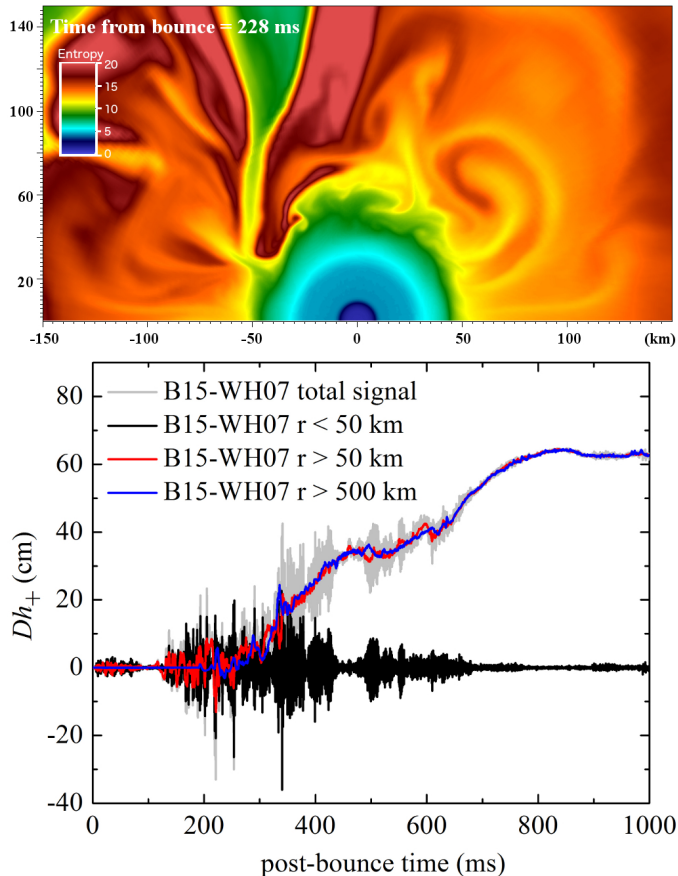 Time from bounce = 228 ms
Entropy
20
15
10
5
0
140
100
60
20
-150 -100 -50 0 50 100 (km)
B15-WH07 total signal
B15-WH07 r < 50 km
B15-WH07 r > 50 km
B15-WH07 r > 500 km
80
60
40
20
0
-20
-40
Dh+ (cm)
0 200 400 600 800 1000
post-bounce time (ms)